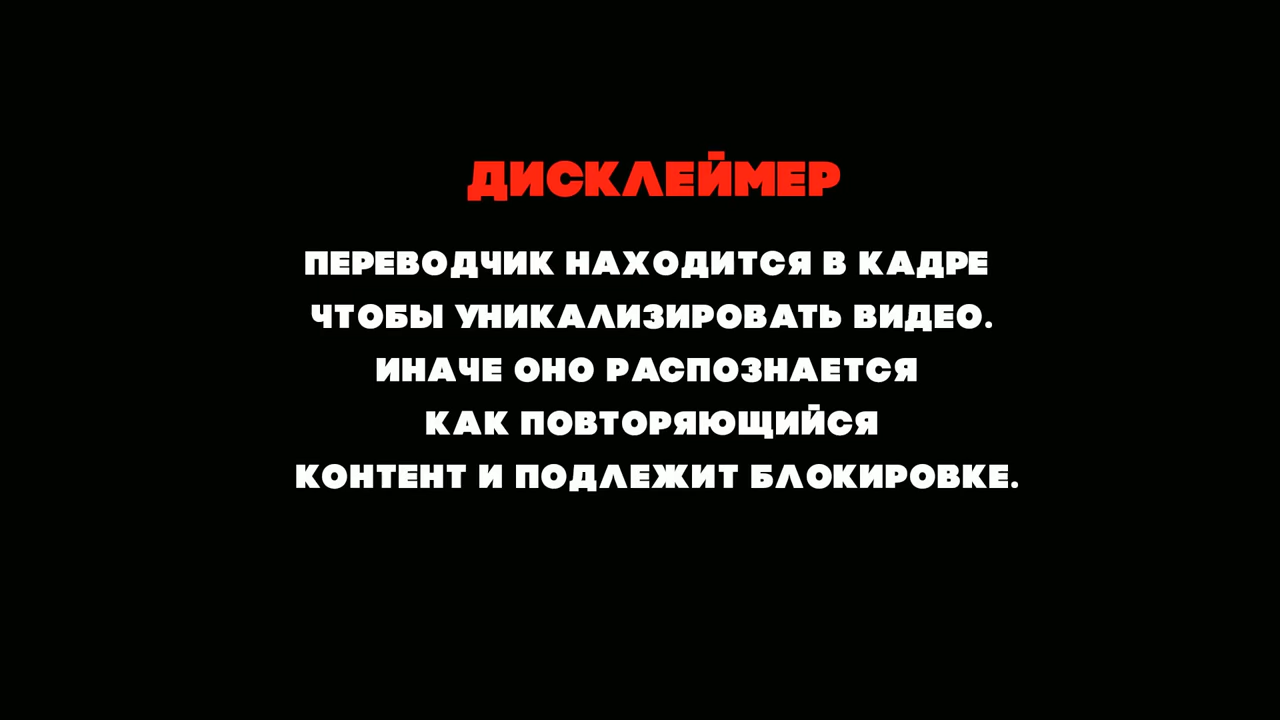 ДИСКЛЕЙМЕР
ПЕРЕВОДЧИК НАХОДИТСЯ В КАДРЕ
ЧТОБЫ УНИКАЛИЗИРОВАТЬ ВИДЕО.
ИНАЧЕ ОНО РАСПОЗНАЕТСЯ
КАК ПОВТОРЯЮЩИЙСЯ
КОНТЕНТ И ПОДЛЕЖИТ БЛОКИРОВКЕ.